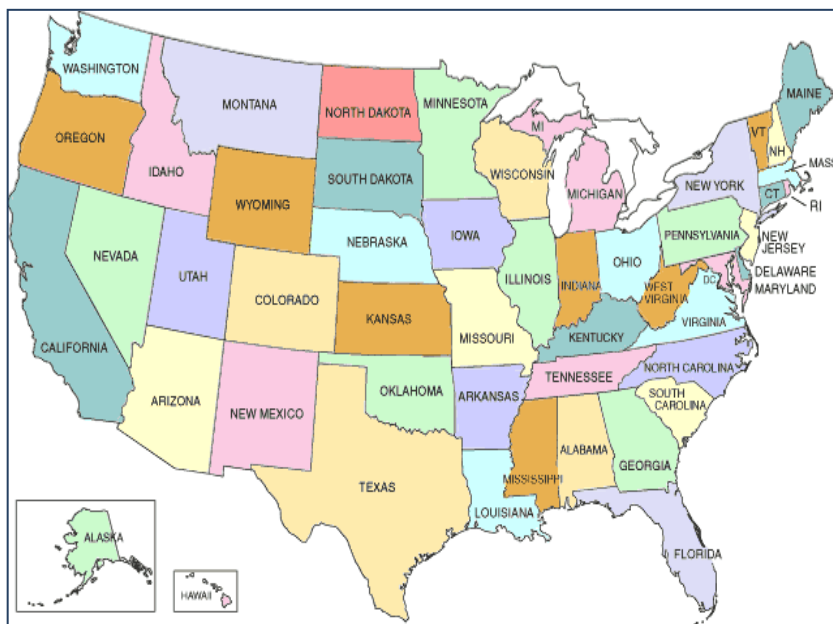 WASHINGTON
MONTANA
NORTH DAKOTA
MINNESOTA
MAINE
OREGON
IDAHO
MI
VT
NH
MASS
WISCONSIN
SOUTH DAKOTA
MICHIGAN
NEW YORK
CT
RI
WYOMING
NEBRASKA
IOWA
PENNSYLVANIA
NEW
JERSEY
NEVADA
UTAH
ILLINOIS
INDIANA
OHIO
DC
DELAWARE
MARYLAND
COLORADO
WEST
VIRGINIA
KANSAS
MISSOURI
VIRGINIA
KENTUCKY
CALIFORNIA
NORTH CAROLINA
TENNESSEE
ARIZONA
OKLAHOMA
ARKANSAS
SOUTH
CAROLINA
NEW MEXICO
ALABAMA
GEORGIA
MISSISSIPPI
TEXAS
LOUISIANA
ALASKA
FLORIDA
HAWAII